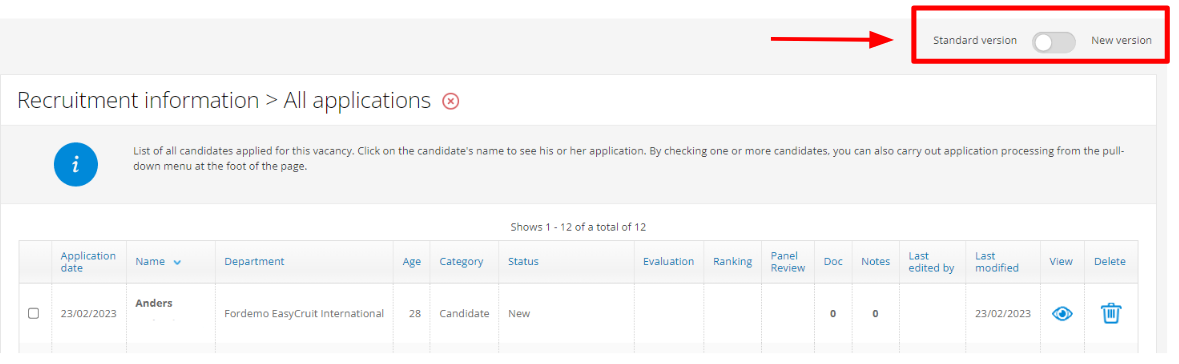 Standard version New version
Recruitment information > All applications
List of all candidates applied for this vacancy. Click on the candidate's name to see his or her application. By checking one or more candidates, you can also carry out application processing from the pull-
down menu at the foot of the page.
Shows 1 - 12 of a total of 12
Application date Name Department Age Category Status Evaluation Ranking Panel Review Doc Notes Last edited by Last modified View Delete
23/02/2023 Anders Fordemo EasyCruit International 28 Candidate New 0 0 23/02/2023